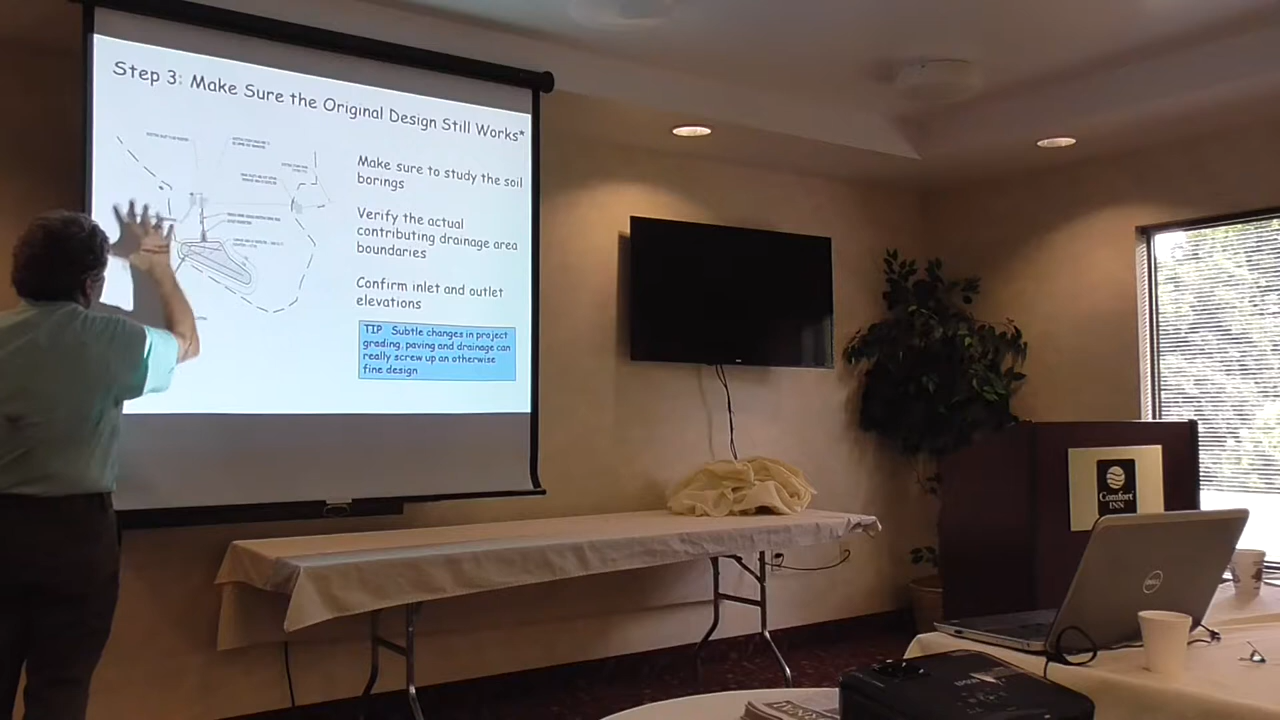 Step 3: Make Sure the Original Design Still Works*
Make sure to study the soil
borings
Verify the actual
contributing drainage area
boundaries
Confirm inlet and outlet
elevations
TIP Subtle changes in project
grading, paving and drainage can
really screw up an otherwise
fine design
Comfort
INN
DELL
EPSON